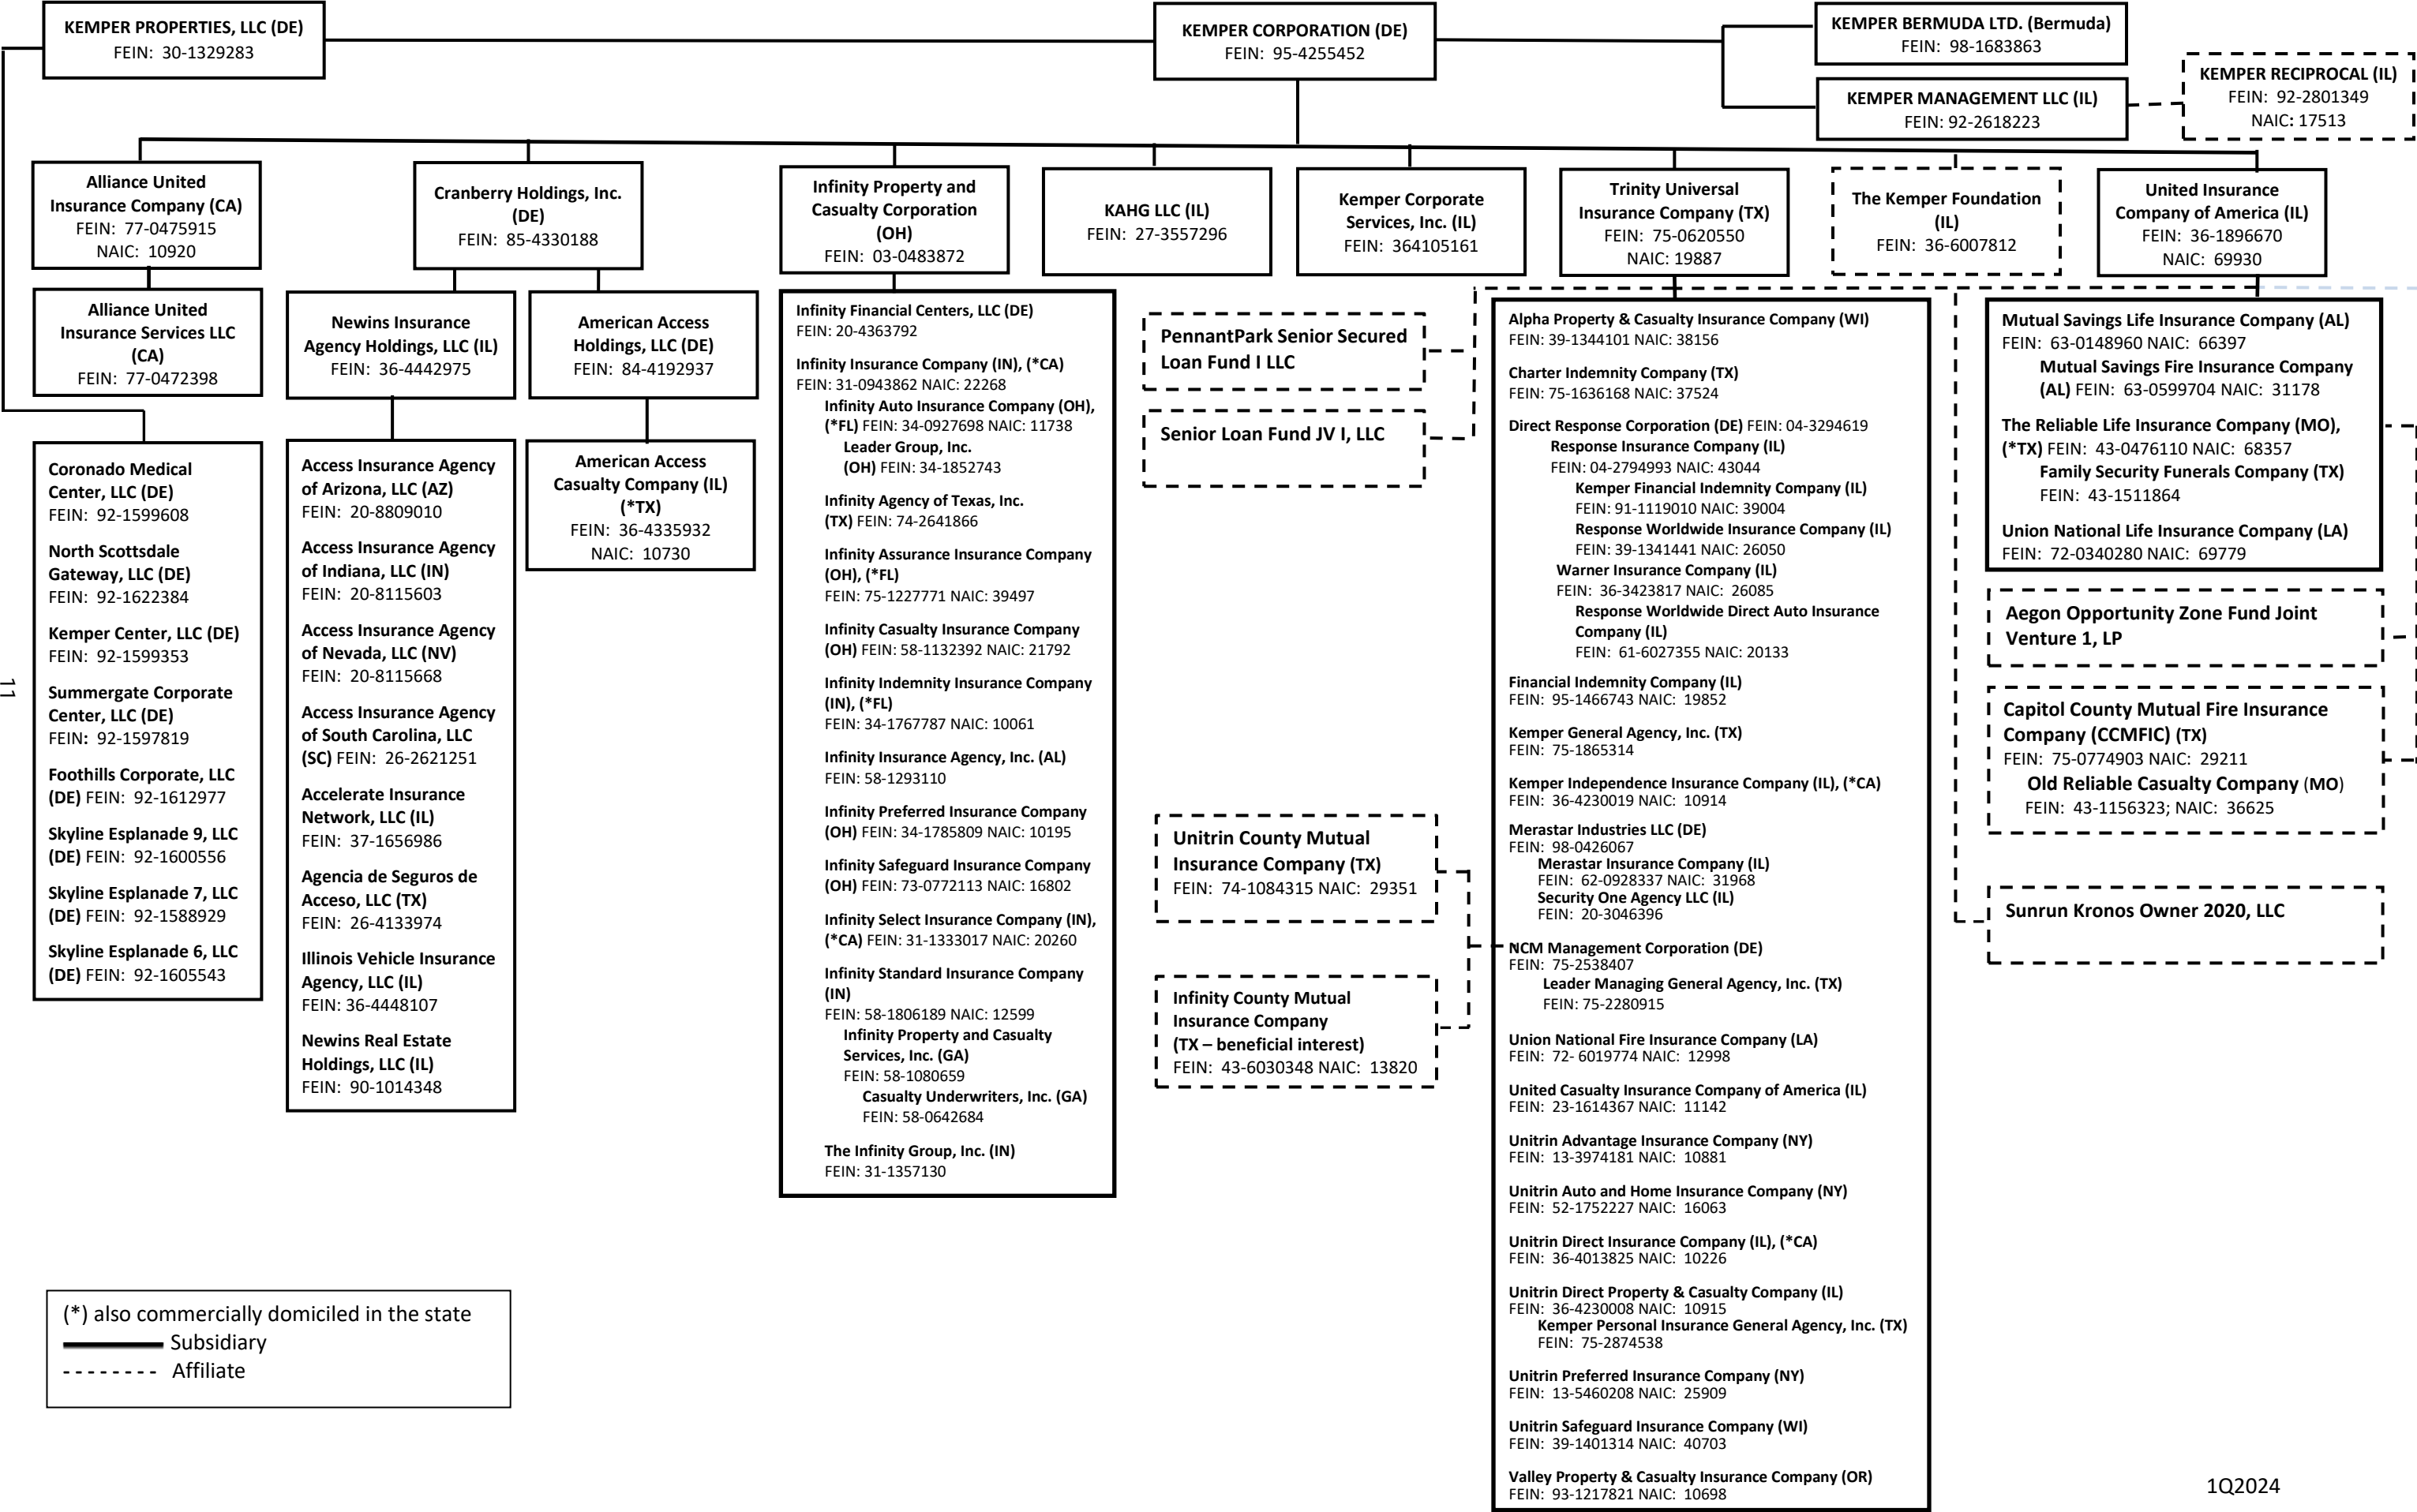 KEMPER PROPERTIES, LLC (DE)
FEIN: 30-1329283
KEMPER CORPORATION (DE)
FEIN: 95-4255452
KEMPER BERMUDA LTD. (Bermuda)
FEIN: 98-1683863
KEMPER MANAGEMENT LLC (IL)
FEIN: 92-2618223
KEMPER RECIPROCAL (IL)
FEIN: 92-2801349
NAIC: 17513
Alliance United
Insurance Company (CA)
FEIN: 77-0475915
NAIC: 10920
Cranberry Holdings, Inc.
(DE)
FEIN: 85-4330188
Infinity Property and
Casualty Corporation
(OH)
FEIN: 03-0483872
KAHG LLC (IL)
FEIN: 27-3557296
Kemper Corporate
Services, Inc. (IL)
FEIN: 364105161
Trinity Universal
Insurance Company (TX)
FEIN: 75-0620550
NAIC: 19887
The Kemper Foundation
(IL)
FEIN: 36-6007812
United Insurance
Company of America (IL)
FEIN: 36-1896670
NAIC: 69930
Alliance United
Insurance Services LLC
(CA)
FEIN: 77-0472398
Newins Insurance
Agency Holdings, LLC (IL)
FEIN: 36-4442975
American Access
Holdings, LLC (DE)
FEIN: 84-4192937
Coronado Medical
Center, LLC (DE)
FEIN: 92-1599608
North Scottsdale
Gateway, LLC (DE)
FEIN: 92-1622384
Kemper Center, LLC (DE)
FEIN: 92-1599353
Summergate Corporate
Center, LLC (DE)
FEIN: 92-1597819
Foothills Corporate, LLC
(DE) FEIN: 92-1612977
Skyline Esplanade 9, LLC
(DE) FEIN: 92-1600556
Skyline Esplanade 7, LLC
(DE) FEIN: 92-1588929
Skyline Esplanade 6, LLC
(DE) FEIN: 92-1605543
Access Insurance Agency
of Arizona, LLC (AZ)
FEIN: 20-8809010
Access Insurance Agency
of Indiana, LLC (IN)
FEIN: 20-8115603
Access Insurance Agency
of Nevada, LLC (NV)
FEIN: 20-8115668
Access Insurance Agency
of South Carolina, LLC
(SC) FEIN: 26-2621251
Accelerate Insurance
Network, LLC (IL)
FEIN: 37-1656986
Agencia de Seguros de
Acceso, LLC (TX)
FEIN: 26-4133974
Illinois Vehicle Insurance
Agency, LLC (IL)
FEIN: 36-4448107
Newins Real Estate
Holdings, LLC (IL)
FEIN: 90-1014348
American Access
Casualty Company (IL)
(*TX)
FEIN: 36-4335932
NAIC: 10730
Infinity Financial Centers, LLC (DE)
FEIN: 20-4363792
Infinity Insurance Company (IN), (*CA)
FEIN: 31-0943862 NAIC: 22268
Infinity Auto Insurance Company (OH),
(*FL) FEIN: 34-0927698 NAIC: 11738
Leader Group, Inc.
(OH) FEIN: 34-1852743
Infinity Agency of Texas, Inc.
(TX) FEIN: 74-2641866
Infinity Assurance Insurance Company
(OH), (*FL)
FEIN: 75-1227771 NAIC: 39497
Infinity Casualty Insurance Company
(OH) FEIN: 58-1132392 NAIC: 21792
Infinity Indemnity Insurance Company
(IN), (*FL)
FEIN: 34-1767787 NAIC: 10061
Infinity Insurance Agency, Inc. (AL)
FEIN: 58-1293110
Infinity Preferred Insurance Company
(OH) FEIN: 34-1785809 NAIC: 10195
Infinity Safeguard Insurance Company
(OH) FEIN: 73-0772113 NAIC: 16802
Infinity Select Insurance Company (IN),
(*CA) FEIN: 31-1333017 NAIC: 20260
Infinity Standard Insurance Company
(IN)
FEIN: 58-1806189 NAIC: 12599
Infinity Property and Casualty
Services, Inc. (GA)
FEIN: 58-1080659
Casualty Underwriters, Inc. (GA)
FEIN: 58-0642684
The Infinity Group, Inc. (IN)
FEIN: 31-1357130
PennantPark Senior Secured
Loan Fund I LLC
Senior Loan Fund JV I, LLC
Unitrin County Mutual
Insurance Company (TX)
FEIN: 74-1084315 NAIC: 29351
Infinity County Mutual
Insurance Company
(TX – beneficial interest)
FEIN: 43-6030348 NAIC: 13820
Alpha Property & Casualty Insurance Company (WI)
FEIN: 39-1344101 NAIC: 38156
Charter Indemnity Company (TX)
FEIN: 75-1636168 NAIC: 37524
Direct Response Corporation (DE) FEIN: 04-3294619
Response Insurance Company (IL)
FEIN: 04-2794993 NAIC: 43044
Kemper Financial Indemnity Company (IL)
FEIN: 91-1119010 NAIC: 39004
Response Worldwide Insurance Company (IL)
FEIN: 39-1341441 NAIC: 26050
Warner Insurance Company (IL)
FEIN: 36-3423817 NAIC: 26085
Response Worldwide Direct Auto Insurance
Company (IL)
FEIN: 61-6027355 NAIC: 20133
Financial Indemnity Company (IL)
FEIN: 95-1466743 NAIC: 19852
Kemper General Agency, Inc. (TX)
FEIN: 75-1865314
Kemper Independence Insurance Company (IL), (*CA)
FEIN: 36-4230019 NAIC: 10914
Merastar Industries LLC (DE)
FEIN: 98-0426067
Merastar Insurance Company (IL)
FEIN: 62-0928337 NAIC: 31968
Security One Agency LLC (IL)
FEIN: 20-3046396
NCM Management Corporation (DE)
FEIN: 75-2538407
Leader Managing General Agency, Inc. (TX)
FEIN: 75-2280915
Union National Fire Insurance Company (LA)
FEIN: 72- 6019774 NAIC: 12998
United Casualty Insurance Company of America (IL)
FEIN: 23-1614367 NAIC: 11142
Unitrin Advantage Insurance Company (NY)
FEIN: 13-3974181 NAIC: 10881
Unitrin Auto and Home Insurance Company (NY)
FEIN: 52-1752227 NAIC: 16063
Unitrin Direct Insurance Company (IL), (*CA)
FEIN: 36-4013825 NAIC: 10226
Unitrin Direct Property & Casualty Company (IL)
FEIN: 36-4230008 NAIC: 10915
Kemper Personal Insurance General Agency, Inc. (TX)
FEIN: 75-2874538
Unitrin Preferred Insurance Company (NY)
FEIN: 13-5460208 NAIC: 25909
Unitrin Safeguard Insurance Company (WI)
FEIN: 39-1401314 NAIC: 40703
Valley Property & Casualty Insurance Company (OR)
FEIN: 93-1217821 NAIC: 10698
Mutual Savings Life Insurance Company (AL)
FEIN: 63-0148960 NAIC: 66397
Mutual Savings Fire Insurance Company
(AL) FEIN: 63-0599704 NAIC: 31178
The Reliable Life Insurance Company (MO),
(*TX) FEIN: 43-0476110 NAIC: 68357
Family Security Funerals Company (TX)
FEIN: 43-1511864
Union National Life Insurance Company (LA)
FEIN: 72-0340280 NAIC: 69779
Aegon Opportunity Zone Fund Joint
Venture 1, LP
Capitol County Mutual Fire Insurance
Company (CCMFIC) (TX)
FEIN: 75-0774903 NAIC: 29211
Old Reliable Casualty Company (MO)
FEIN: 43-1156323; NAIC: 36625
Sunrun Kronos Owner 2020, LLC
11
(*) also commercially domiciled in the state
Subsidiary
Affiliate
1Q2024